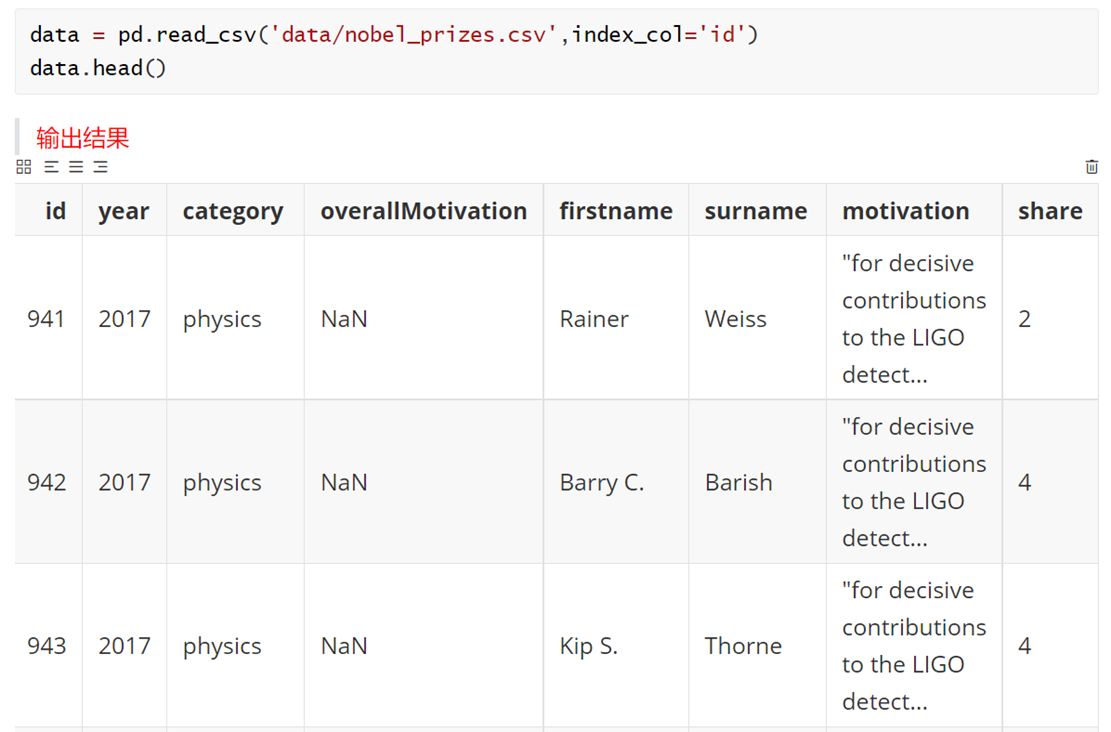 data = pd.read_csv('data/nobel_prizes.csv',index_col='id')
data.head()
输出结果
id year category overallMotivation firstname surname motivation share
941 2017 physics NaN Rainer Weiss "for decisive contributions to the LIGO detect... 2
942 2017 physics NaN Barry C. Barish "for decisive contributions to the LIGO detect... 4
943 2017 physics NaN Kip S. Thorne "for decisive contributions to the LIGO detect... 4